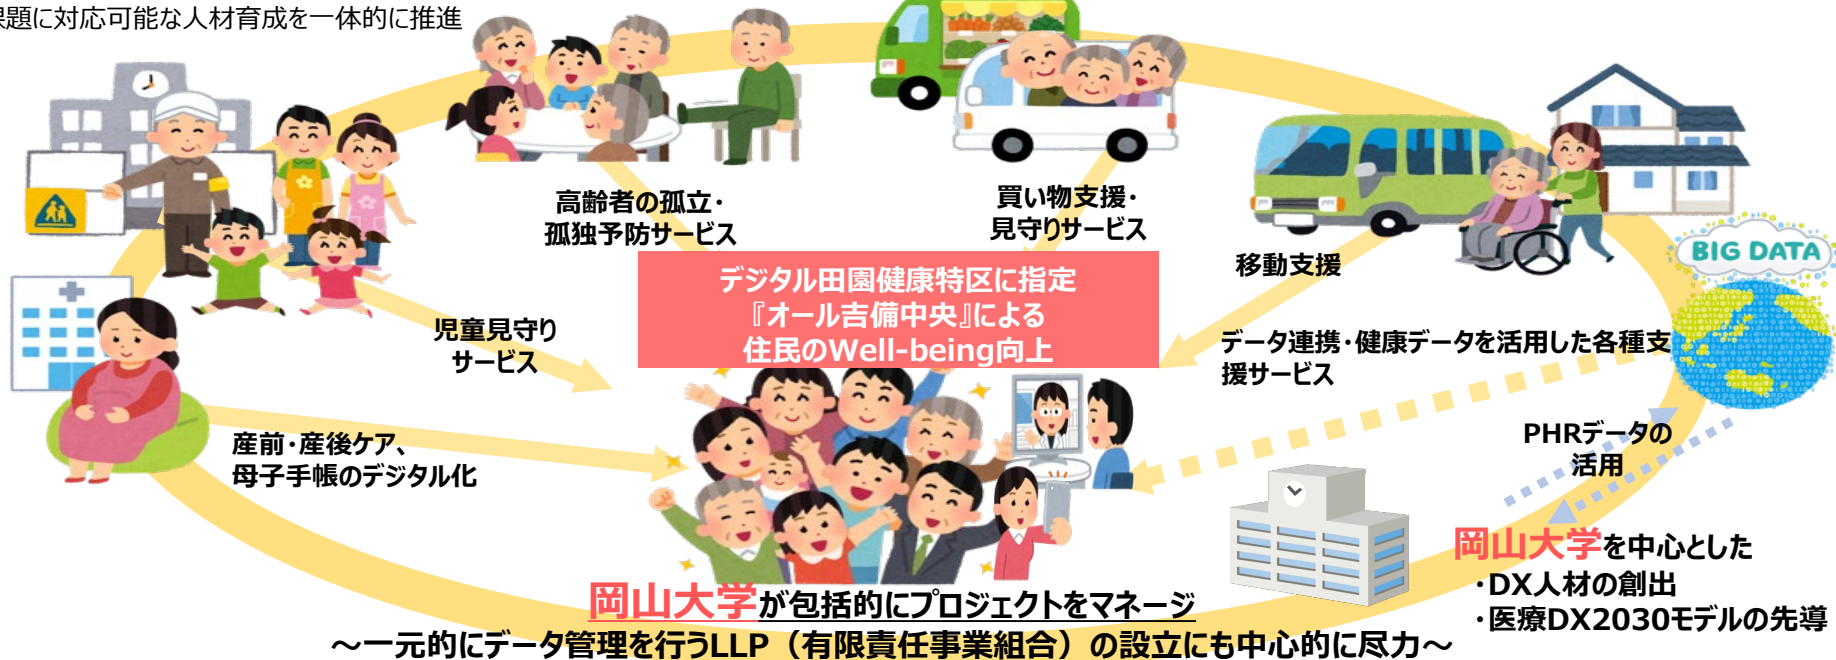 課題に対応可能な人材育成を一体的に推進
高齢者の孤立・
孤独予防サービス
買い物支援・
見守りサービス
移動支援
BIG DATA
デジタル田園健康特区に指定
『オール吉備中央』による
住民のWell-being向上
児童見守り
サービス
データ連携・健康データを活用した各種支
援サービス
産前・産後ケア、
母子手帳のデジタル化
PHRデータの
活用
岡山大学を中心とした
・DX人材の創出
・医療DX2030モデルの先導
岡山大学が包括的にプロジェクトをマネージ
～一元的にデータ管理を行うLLP（有限責任事業組合）の設立にも中心的に尽力～